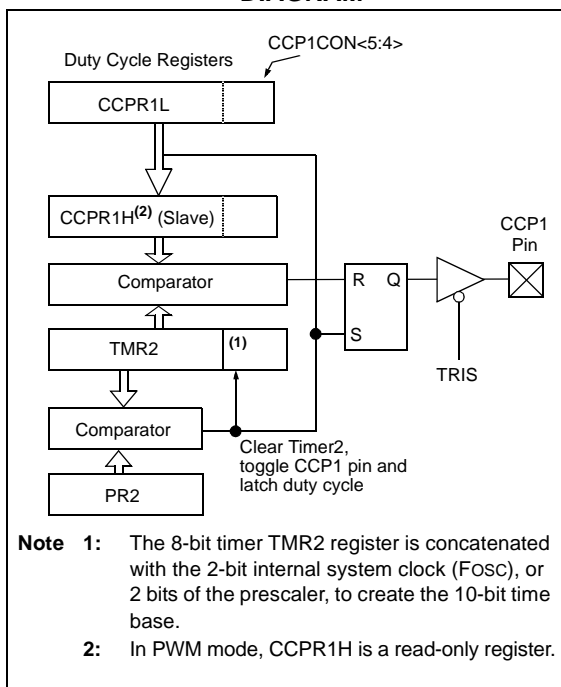 DIAGRAM
CCP1CON<5:4>
Duty Cycle Registers
CCPR1L
CCPR1H(2) (Slave)
CCP1
Pin
Comparator
R Q
S
TMR2
(1)
TRIS
Comparator
Clear Timer2,
toggle CCP1 pin and
latch duty cycle
PR2
Note 1: The 8-bit timer TMR2 register is concatenated
with the 2-bit internal system clock (FOSC), or
2 bits of the prescaler, to create the 10-bit time
base.
2: In PWM mode, CCPR1H is a read-only register.